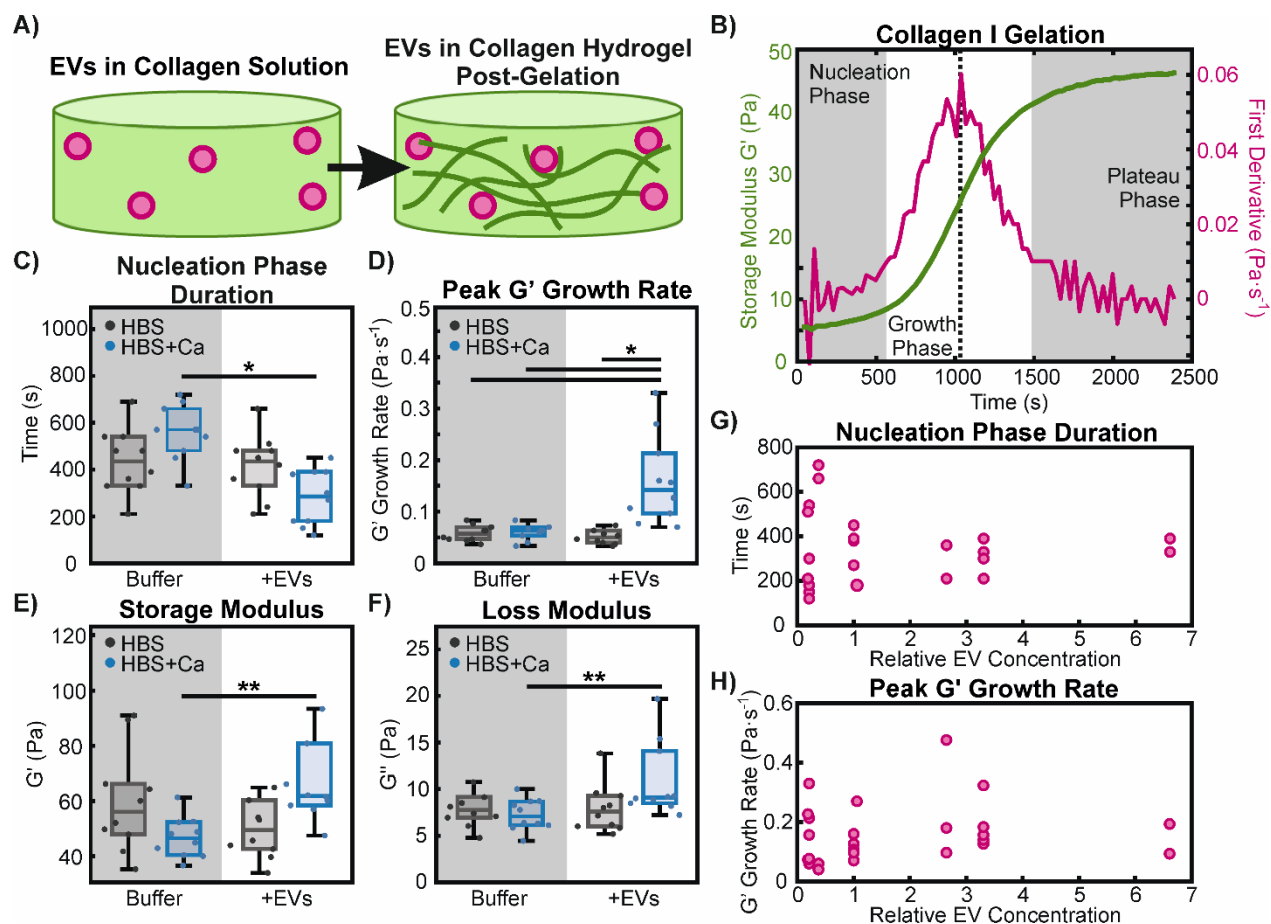 A)
EVs in Collagen Solution
EVs in Collagen Hydrogel
Post-Gelation
B)
Collagen I Gelation
Storage Modulus G' (Pa)
50
40
30
20
10
0
Nucleation
Phase
Growth
Phase
Plateau
Phase
0.06
0.04
0.02
0
First Derivative (Pa·s⁻¹)
0 500 1000 1500 2000 2500
Time (s)
C)
Nucleation Phase
Duration
HBS
HBS+Ca
*
Time (s)
1000
800
600
400
200
0
Buffer +EVs
D)
Peak G' Growth Rate
HBS
HBS+Ca
*
G' Growth Rate (Pa·s⁻¹)
0.5
0.4
0.3
0.2
0.1
0
Buffer +EVs
E)
Storage Modulus
HBS
HBS+Ca
**
G' (Pa)
120
100
80
60
40
Buffer +EVs
F)
Loss Modulus
HBS
HBS+Ca
**
G'' (Pa)
25
20
15
10
5
0
Buffer +EVs
G)
Nucleation Phase Duration
Time (s)
800
600
400
200
0
0 1 2 3 4 5 6 7
Relative EV Concentration
H)
Peak G' Growth Rate
G' Growth Rate (Pa·s⁻¹)
0.6
0.4
0.2
0
0 1 2 3 4 5 6 7
Relative EV Concentration